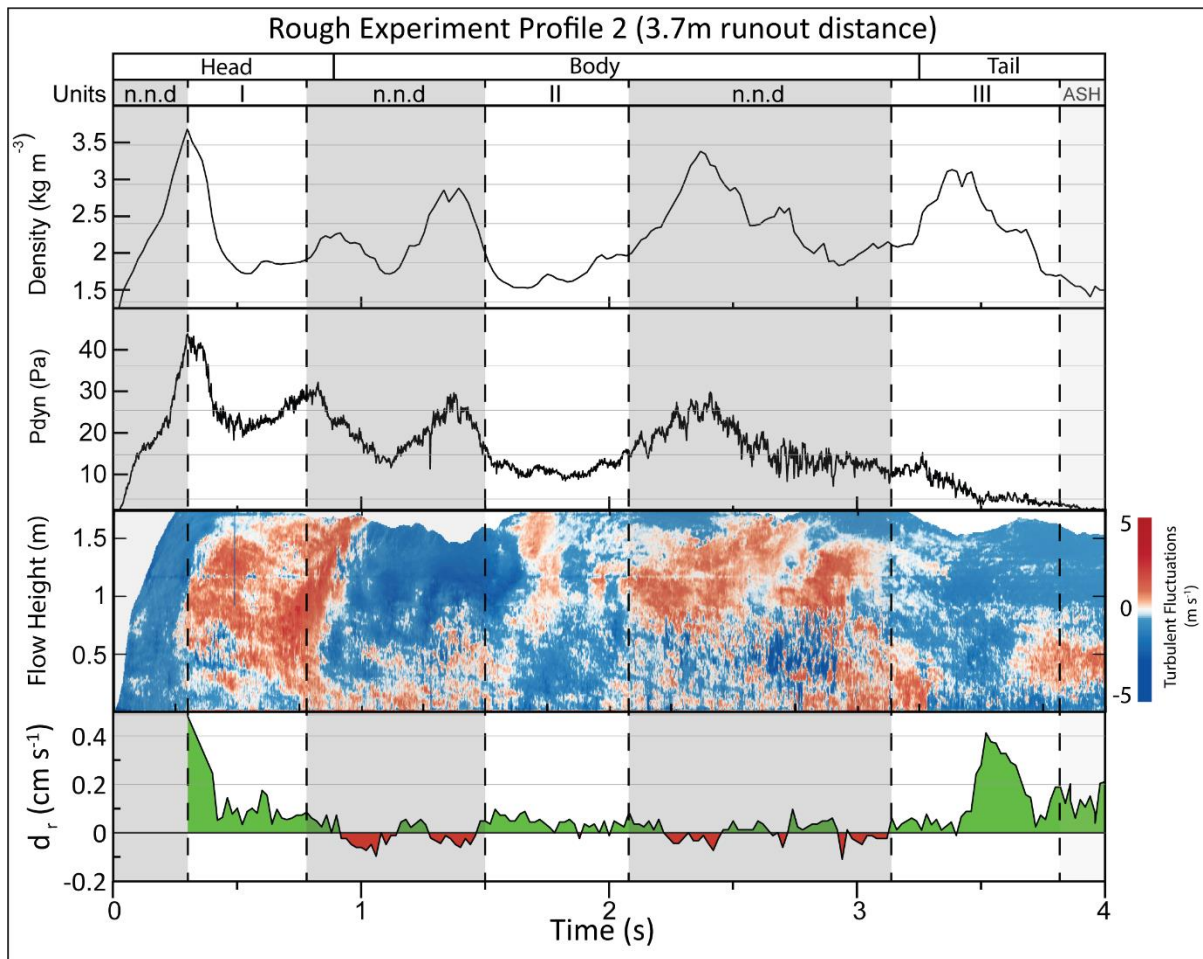 Rough Experiment Profile 2 (3.7m runout distance)
Head Body Tail
Units n.n.d I n.n.d II n.n.d III ASH
Density (kg m⁻³)
3.5
3
2.5
2
1.5
Pdyn (Pa)
40
30
20
10
Flow Height (m)
1.5
1
0.5
5
0
-5
Turbulent Fluctuations
(m s⁻¹)
dᵣ (cm s⁻¹)
0.4
0.2
0
-0.2
0 1 2 3 4
Time (s)